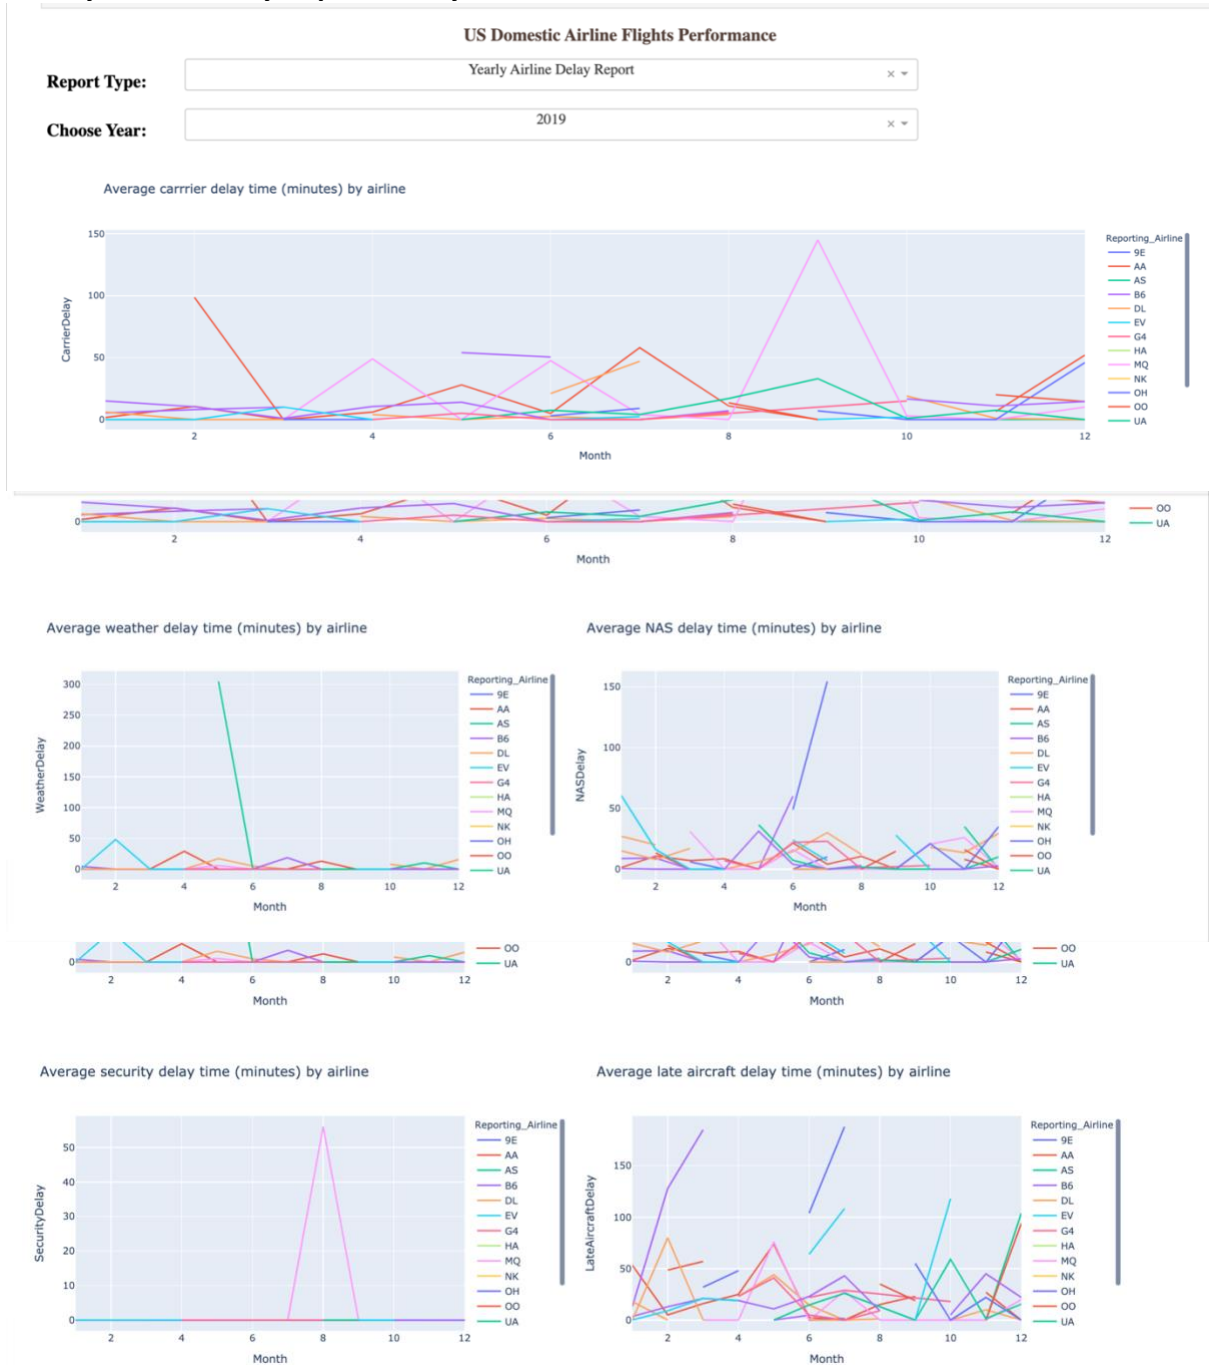 US Domestic Airline Flights Performance
Report Type:
Yearly Airline Delay Report
Choose Year:
2019
Average carrrier delay time (minutes) by airline
150
100
50
0
CarrierDelay
2 4 6 8 10 12
Month
Reporting_Airline
9E
AA
AS
B6
DL
EV
G4
HA
MQ
NK
OH
OO
UA
0
2 4 6 8 10 12
Month
OO
UA
Average weather delay time (minutes) by airline
300
250
200
150
100
50
0
WeatherDelay
2 4 6 8 10 12
Month
Reporting_Airline
9E
AA
AS
B6
DL
EV
G4
HA
MQ
NK
OH
OO
UA
Average NAS delay time (minutes) by airline
150
100
50
0
NASDelay
2 4 6 8 10 12
Month
Reporting_Airline
9E
AA
AS
B6
DL
EV
G4
HA
MQ
NK
OH
OO
UA
0
2 4 6 8 10 12
Month
OO
UA
0
2 4 6 8 10 12
Month
OO
UA
Average security delay time (minutes) by airline
50
40
30
20
10
0
SecurityDelay
2 4 6 8 10 12
Month
Reporting_Airline
9E
AA
AS
B6
DL
EV
G4
HA
MQ
NK
OH
OO
UA
Average late aircraft delay time (minutes) by airline
150
100
50
0
LateAircraftDelay
2 4 6 8 10 12
Month
Reporting_Airline
9E
AA
AS
B6
DL
EV
G4
HA
MQ
NK
OH
OO
UA